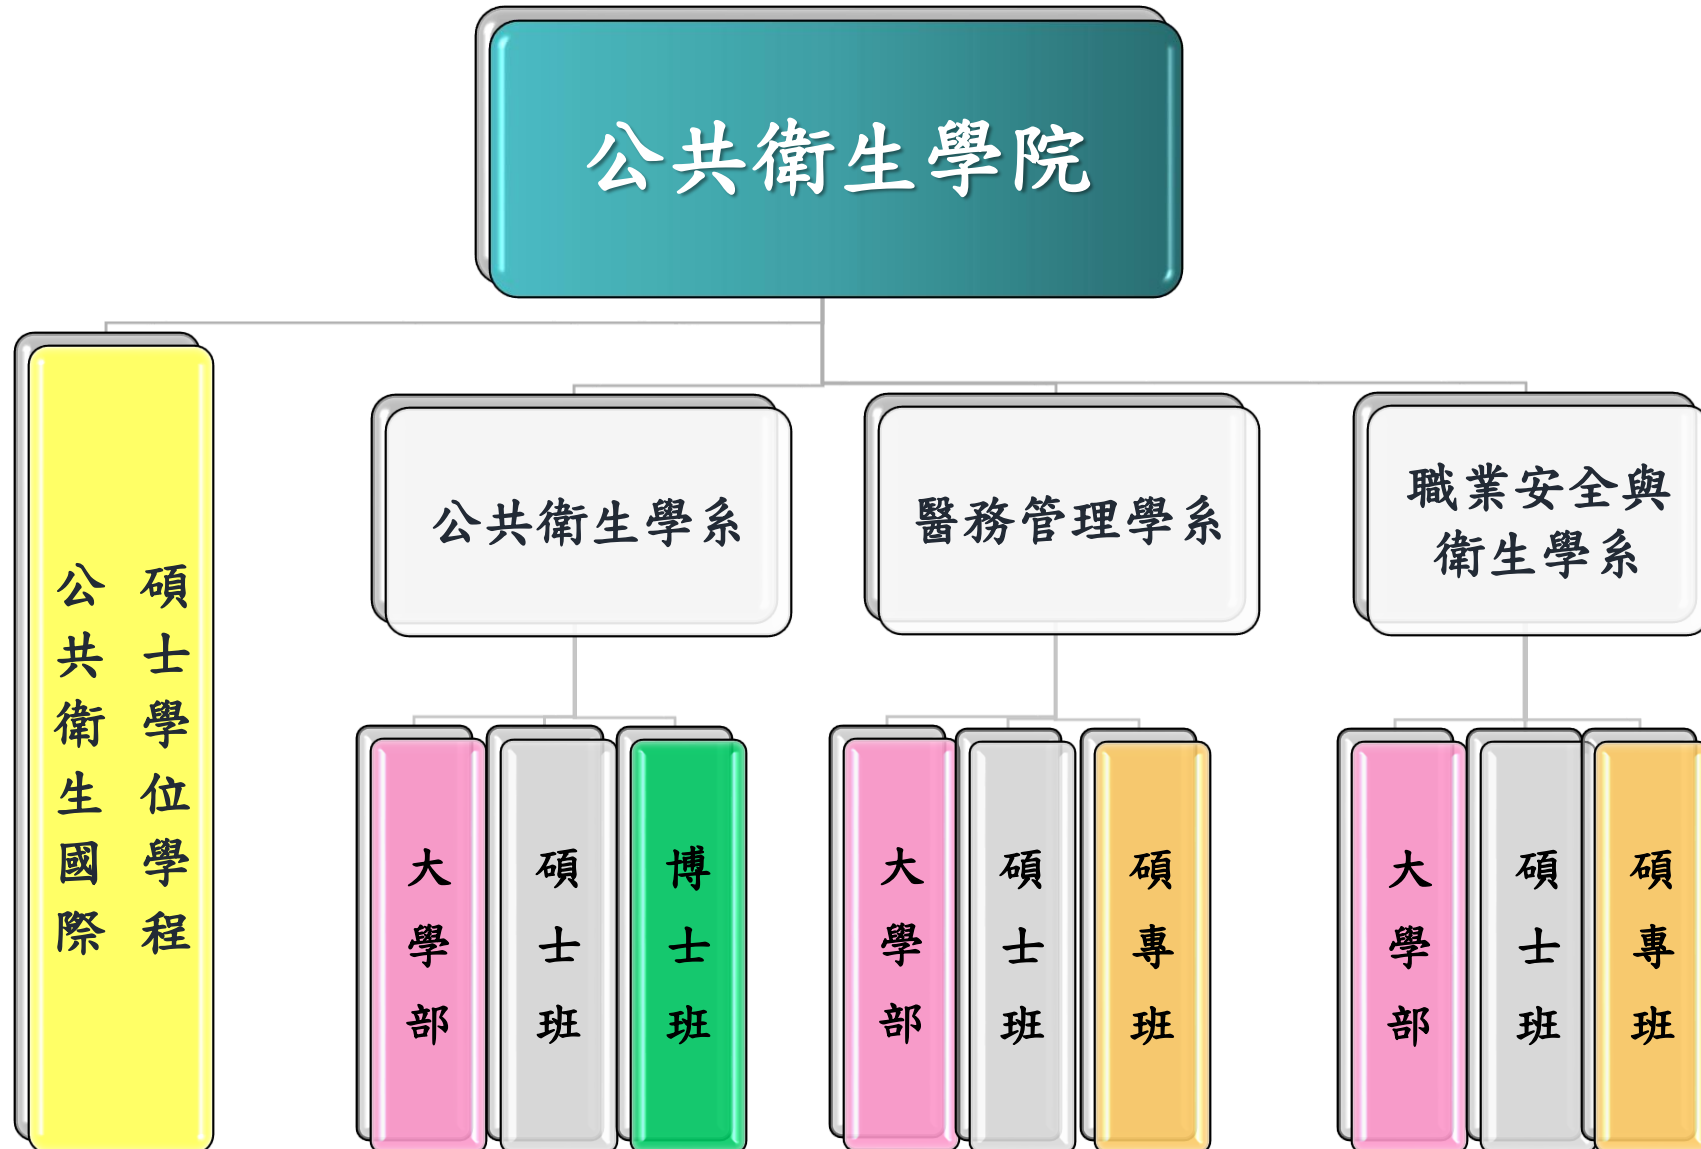 公共衛生學院
公共衛生國際
碩士學位學程
公共衛生學系
醫務管理學系
職業安全與
衛生學系
大學部
碩士班
博士班
大學部
碩士班
碩專班
大學部
碩士班
碩專班